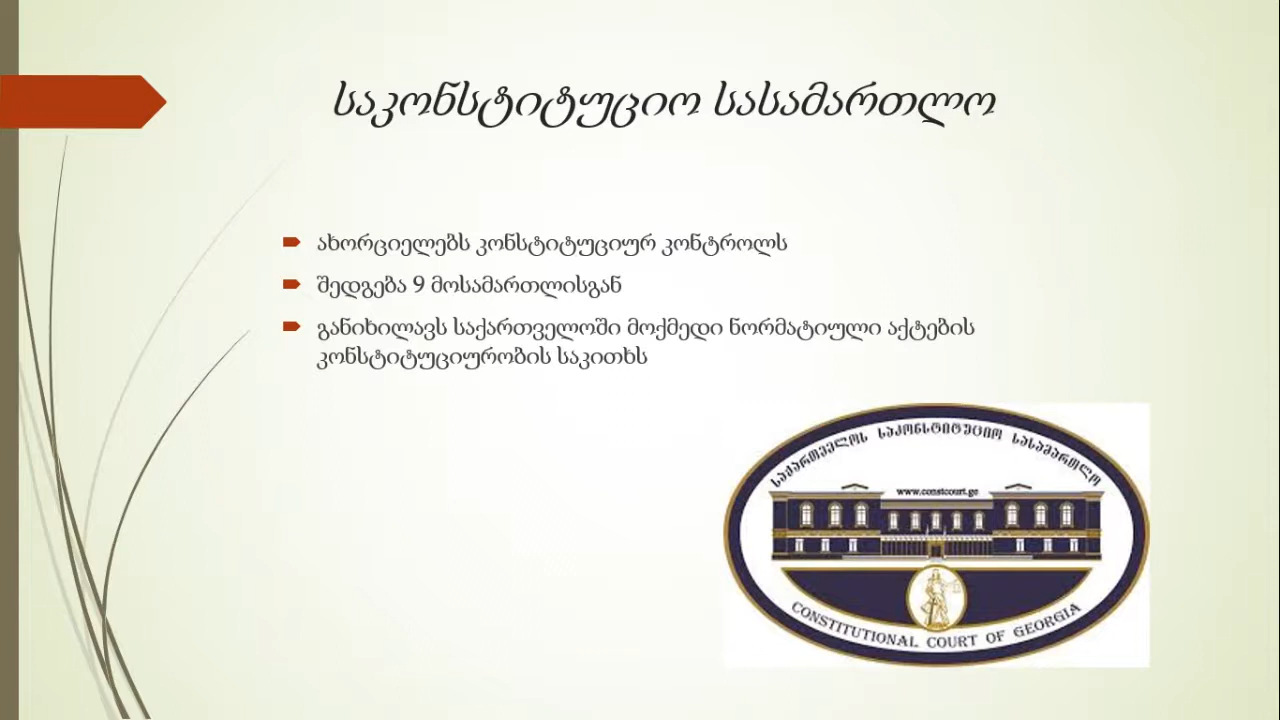 საკონსტიტუციო სასამართლო
ახორციელებს კონსტიტუციურ კონტროლს
შედგება 9 მოსამართლისგან
განიხილავს საქართველოში მოქმედი ნორმატიული აქტების
კონსტიტუციურობის საკითხს
საქართველოს საკონსტიტუციო სასამართლო
www.constcourt.ge
CONSTITUTIONAL COURT OF GEORGIA